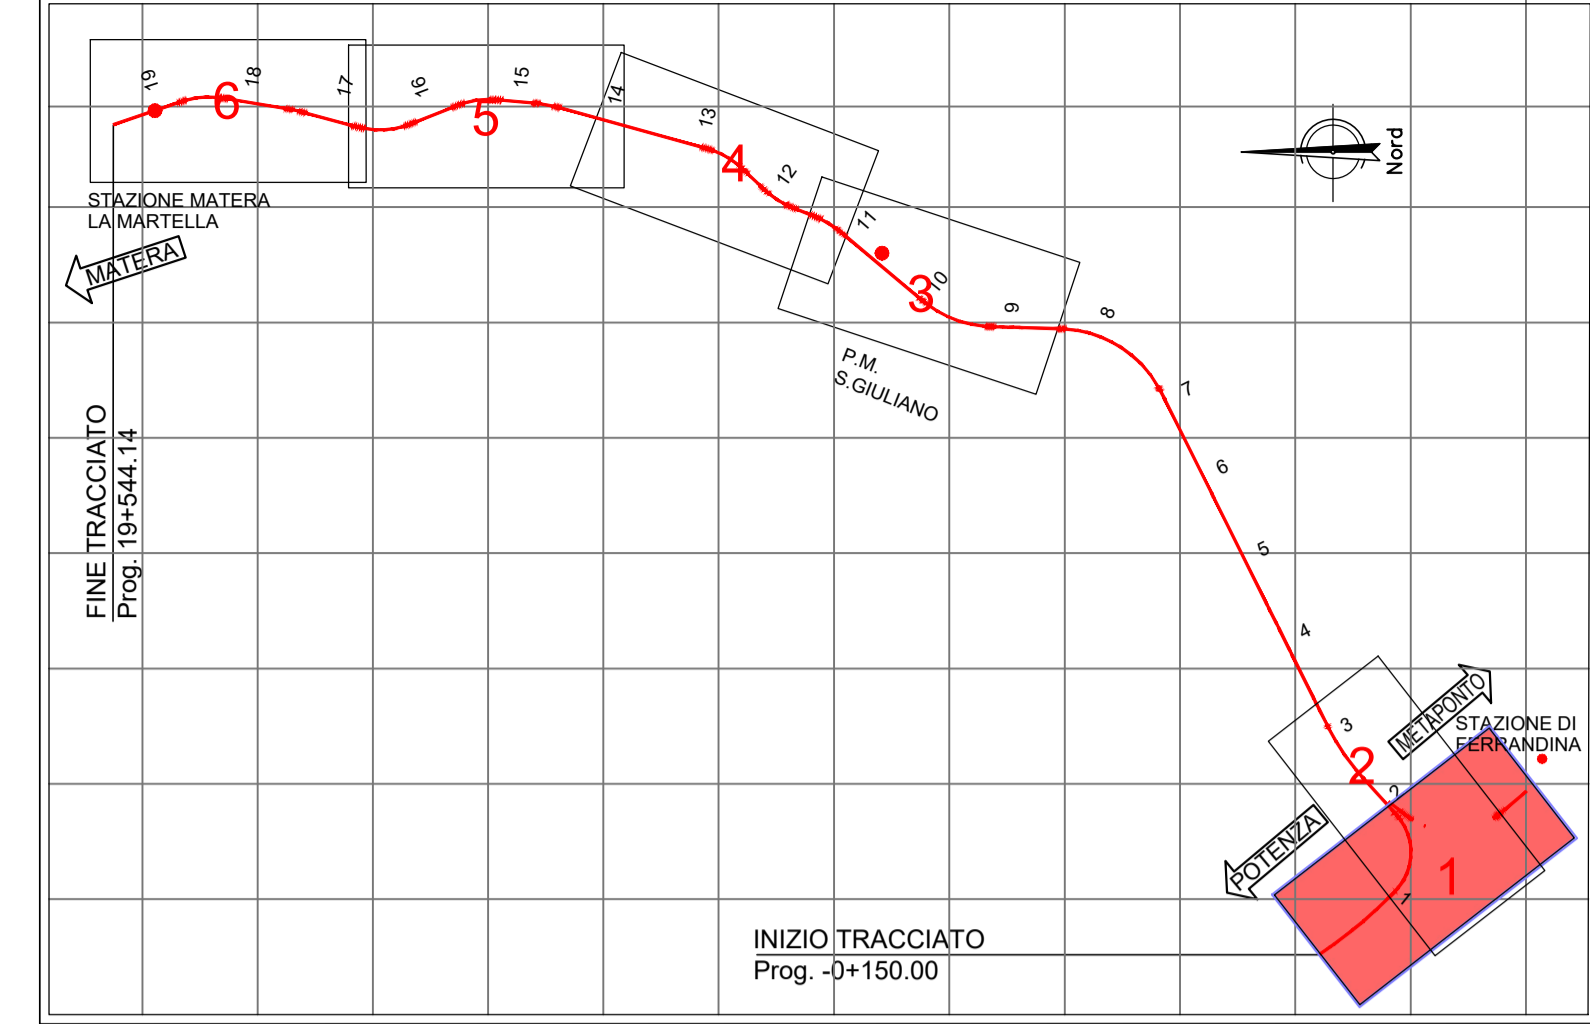 19
18
17
16
15
14
13
12
11
10
9
8
7
6
5
4
3
2
1
6
5
4
3
2
1
STAZIONE MATERA
LA MARTELLA
MATERA
Nord
P.M.
S.GIULIANO
FINE TRACCIATO
Prog. 19+544.14
METAPONTO
STAZIONE DI
FERRANDINA
POTENZA
INIZIO TRACCIATO
Prog. -0+150.00